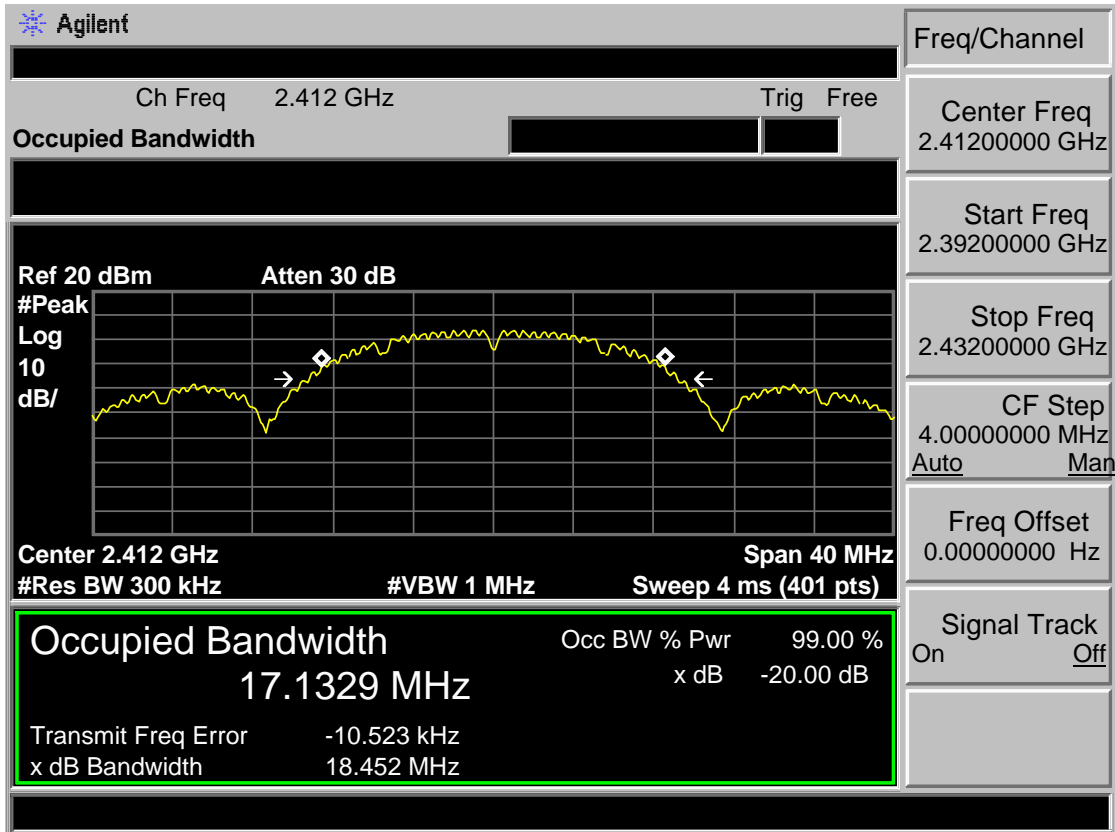 Agilent
Ch Freq 2.412 GHz Trig Free
Occupied Bandwidth
Ref 20 dBm Atten 30 dB
#Peak
Log
10
dB/
Center 2.412 GHz Span 40 MHz
#Res BW 300 kHz #VBW 1 MHz Sweep 4 ms (401 pts)
Occupied Bandwidth Occ BW % Pwr 99.00 %
17.1329 MHz x dB -20.00 dB
Transmit Freq Error -10.523 kHz
x dB Bandwidth 18.452 MHz
Freq/Channel
Center Freq
2.41200000 GHz
Start Freq
2.39200000 GHz
Stop Freq
2.43200000 GHz
CF Step
4.00000000 MHz
Auto Man
Freq Offset
0.00000000 Hz
Signal Track
On Off